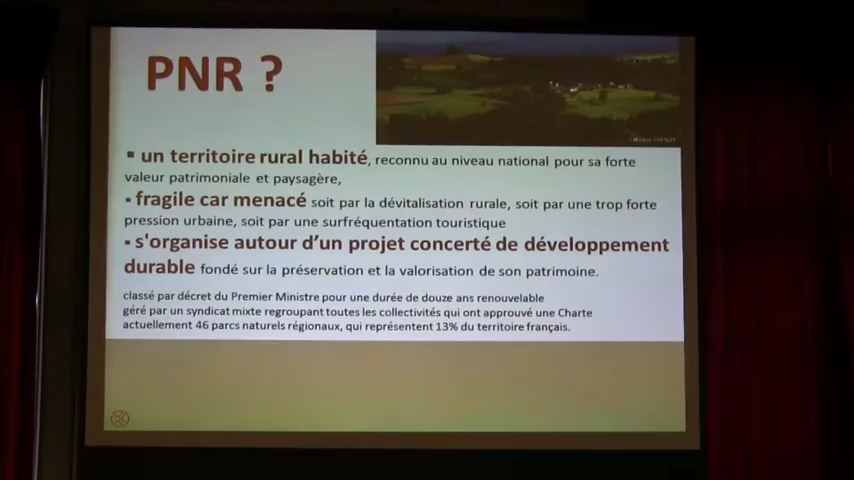 PNR ?
▪ un territoire rural habité, reconnu au niveau national pour sa forte
valeur patrimoniale et paysagère,
▪ fragile car menacé soit par la dévitalisation rurale, soit par une trop forte
pression urbaine, soit par une surfréquentation touristique
▪ s'organise autour d'un projet concerté de développement
durable fondé sur la préservation et la valorisation de son patrimoine.
classé par décret du Premier Ministre pour une durée de douze ans renouvelable
géré par un syndicat mixte regroupant toutes les collectivités qui ont approuvé une Charte
actuellement 46 parcs naturels régionaux, qui représentent 13% du territoire français.